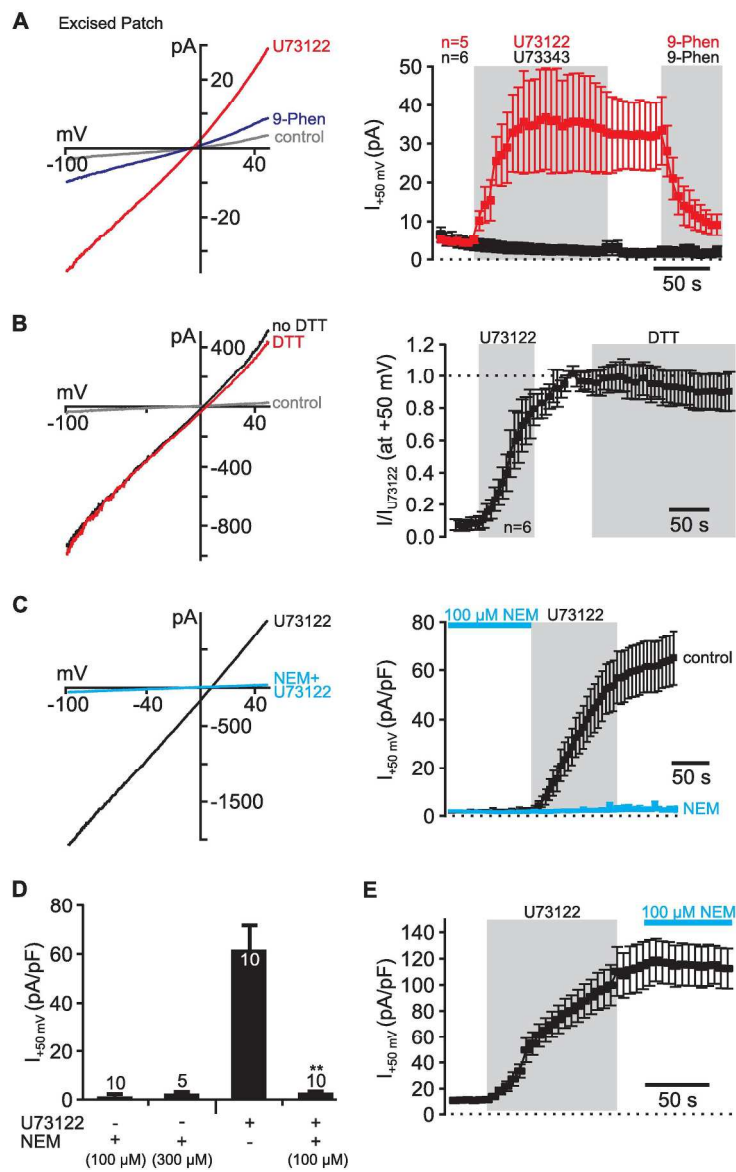 A
Excised Patch
pA
U73122
20
9-Phen
mV
control
-100
40
-20
n=5 U73122 9-Phen
n=6 U73343 9-Phen
50
40
30
20
10
0
I+50 mV (pA)
50 s
B
pA
no DTT
400
DTT
control
-100
40
-400
-800
U73122 DTT
1.2
1.0
0.8
0.6
0.4
0.2
0.0
I/IU73122 (at +50 mV)
n=6
50 s
C
pA
U73122
mV
NEM+
U73122
-100
-40
40
-500
-1500
100 µM NEM U73122
80
60
40
20
0
I+50 mV (pA/pF)
control
50 s
NEM
D
80
60
40
20
0
I+50 mV (pA/pF)
10
5
10
**
10
U73122 - - + +
NEM + + - +
(100 µM) (300 µM) (100 µM)
E
U73122
100 µM NEM
140
120
100
80
60
40
20
0
I+50 mV (pA/pF)
50 s